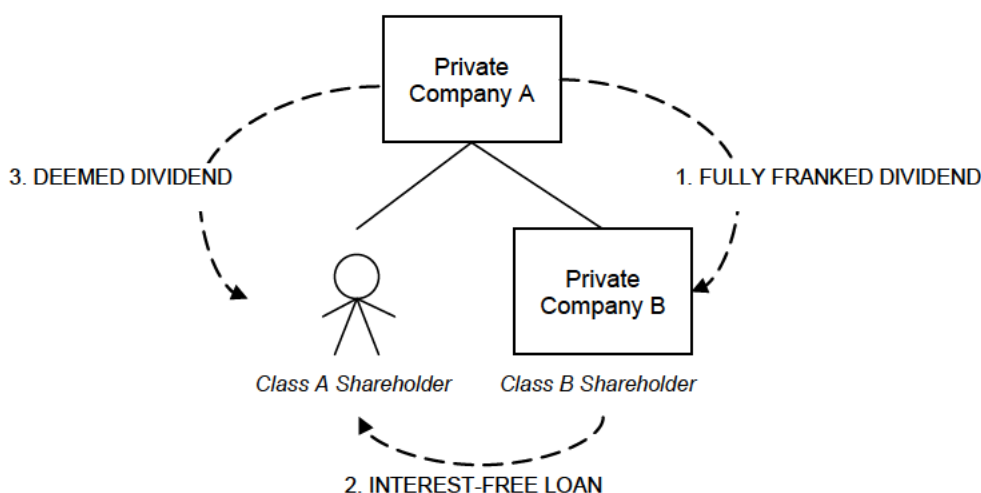 Private
Company A
3. DEEMED DIVIDEND
1. FULLY FRANKED DIVIDEND
Private
Company B
Class A Shareholder
Class B Shareholder
2. INTEREST-FREE LOAN